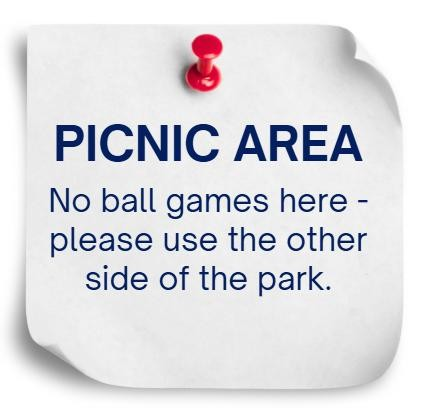 PICNIC AREA
No ball games here -
please use the other
side of the park.